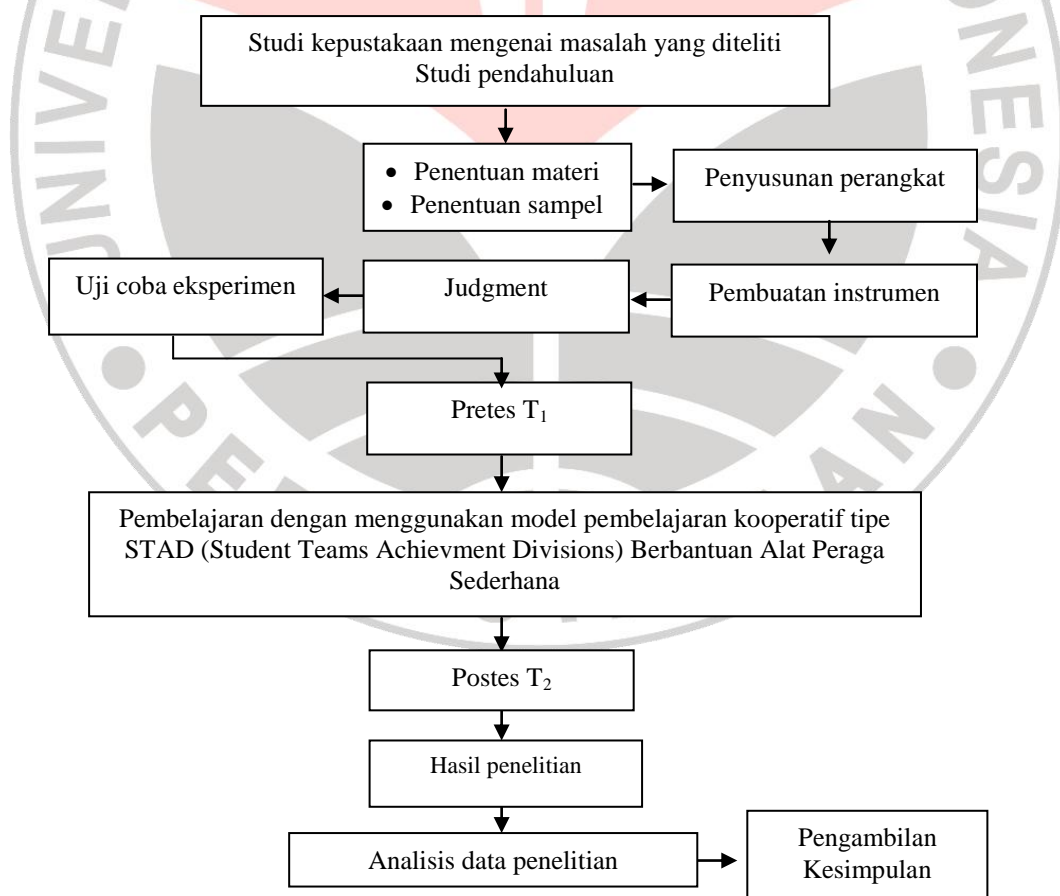 Studi kepustakaan mengenai masalah yang diteliti
Studi pendahuluan
• Penentuan materi
• Penentuan sampel
Penyusunan perangkat
Pembuatan instrumen
Judgment
Uji coba eksperimen
Pretes T₁
Pembelajaran dengan menggunakan model pembelajaran kooperatif tipe
STAD (Student Teams Achievment Divisions) Berbantuan Alat Peraga
Sederhana
Postes T₂
Hasil penelitian
Analisis data penelitian
Pengambilan
Kesimpulan